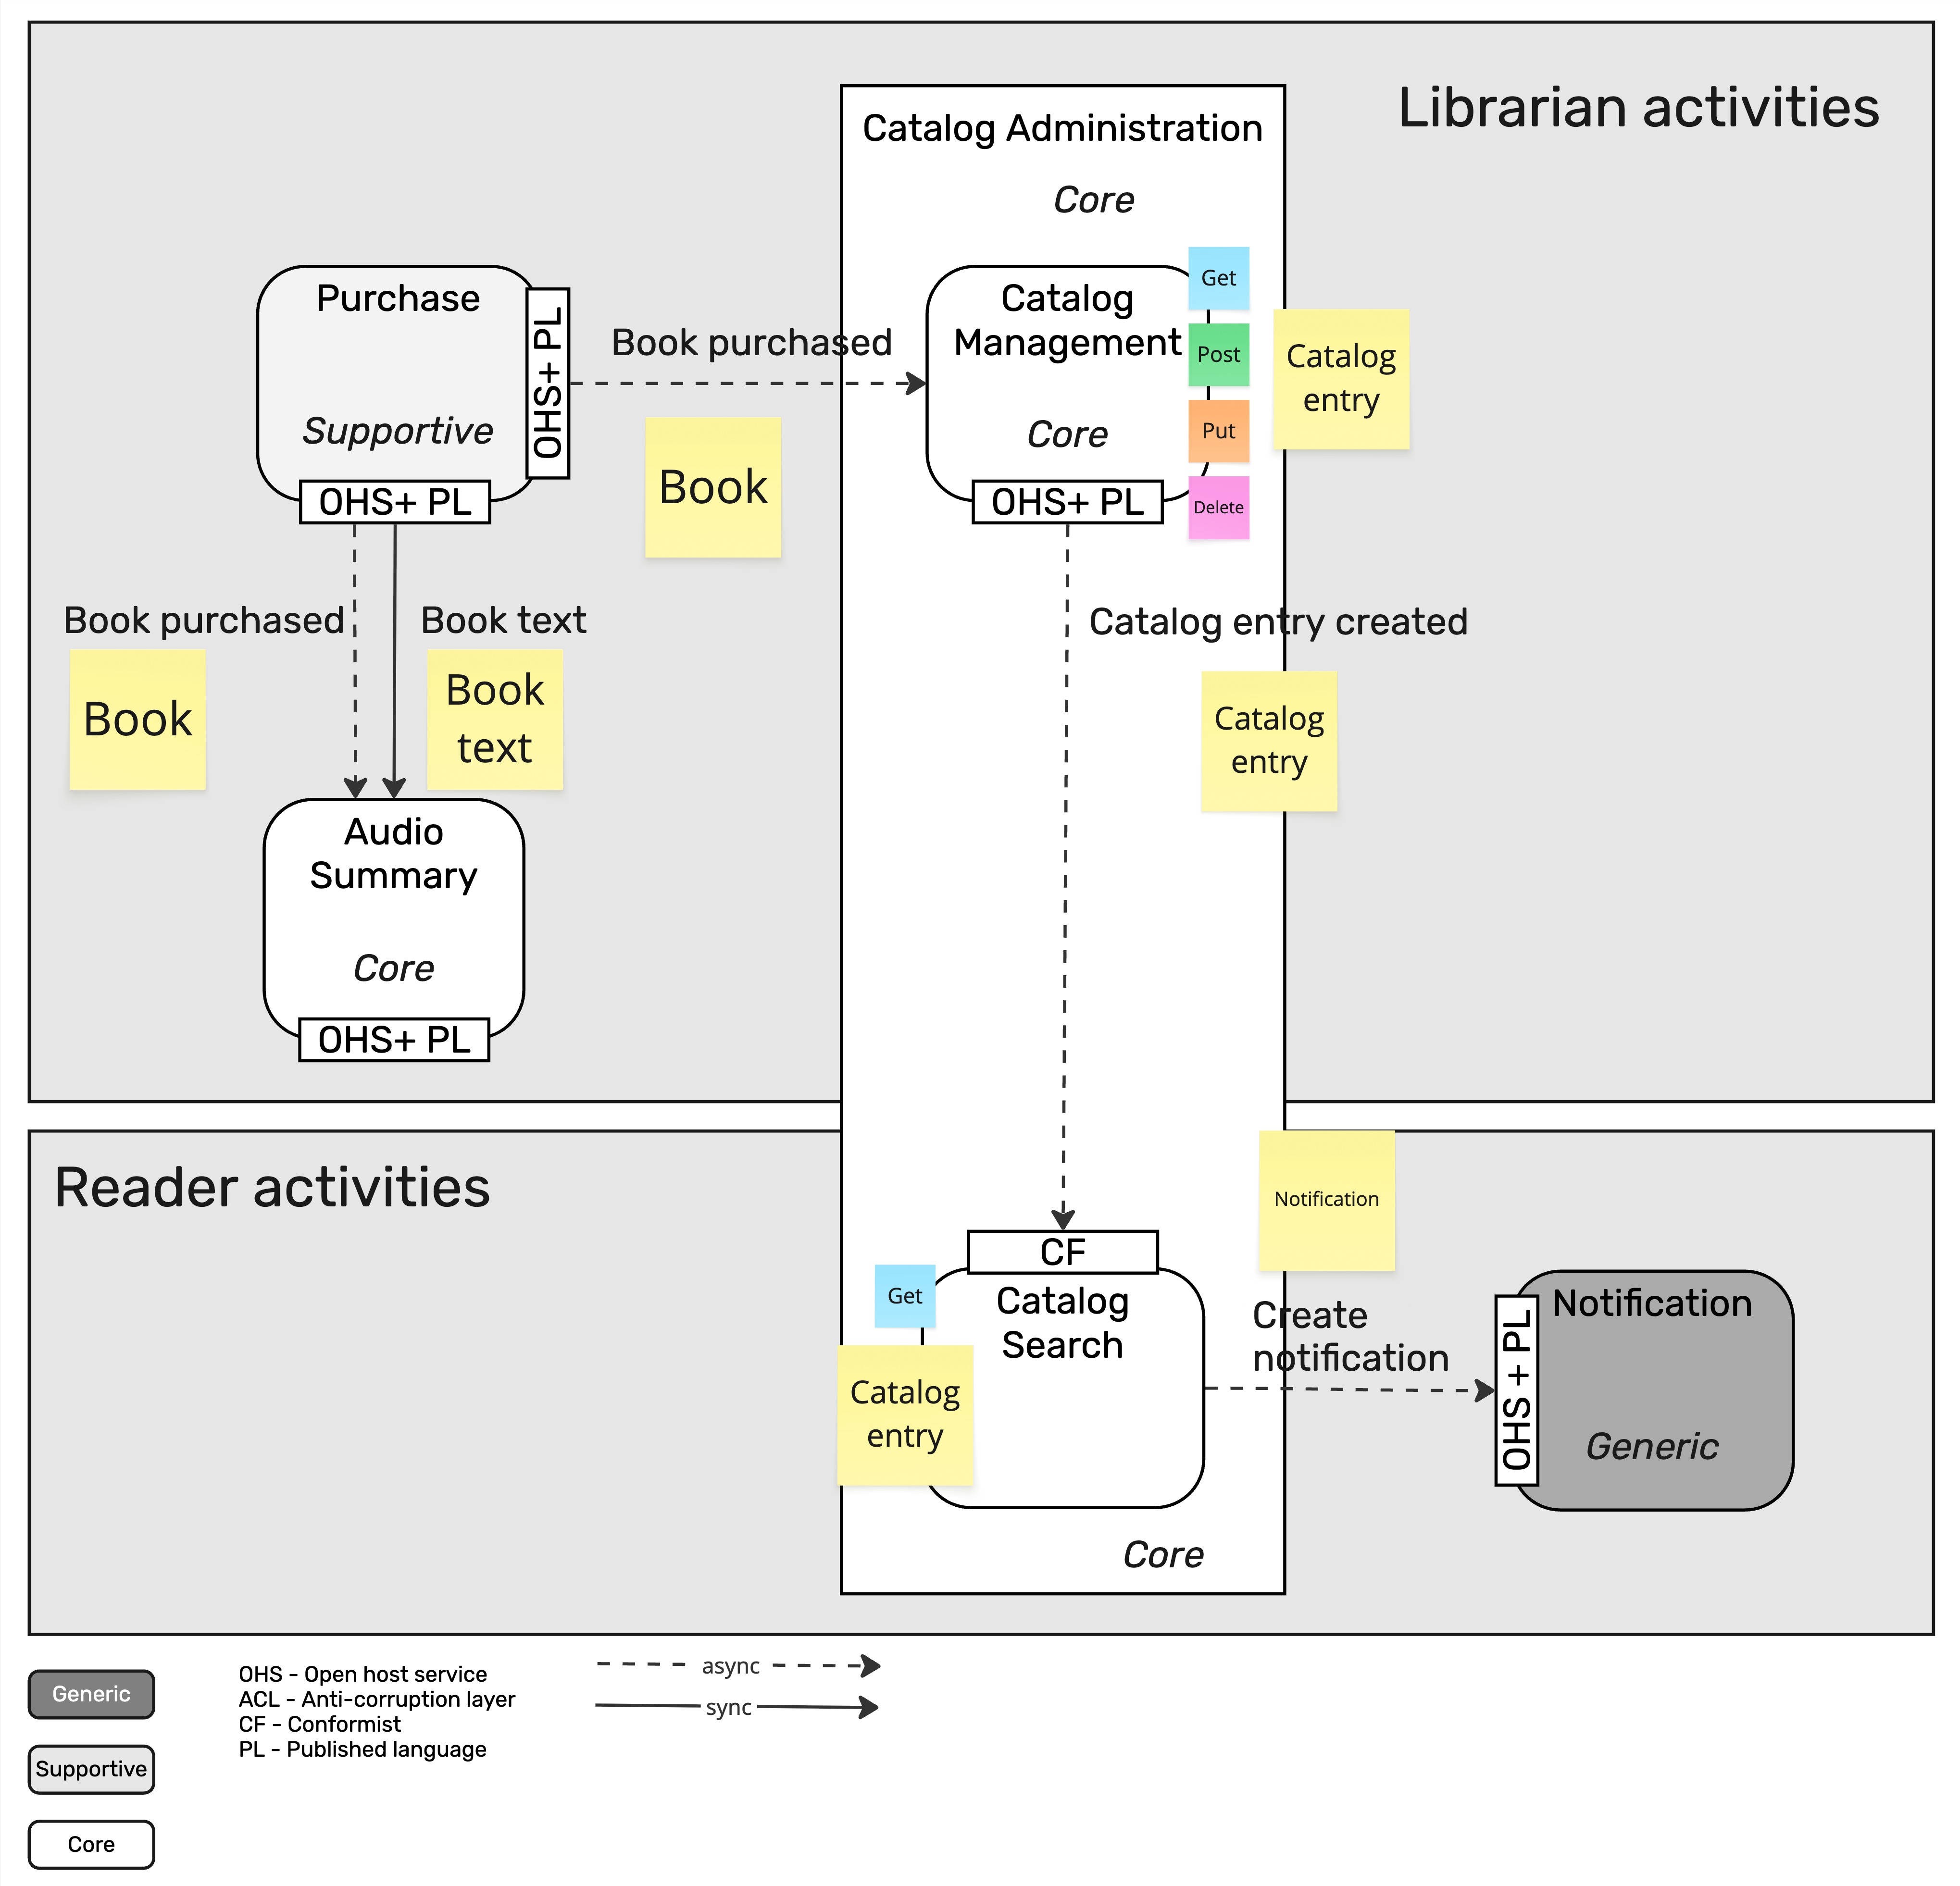 Librarian activities
Catalog Administration
Core
Purchase
Supportive
OHS+ PL
OHS+ PL
Book purchased
Book
Catalog
Management
Core
OHS+ PL
Get
Post
Put
Delete
Catalog
entry
Book purchased
Book
Book text
Book
text
Catalog entry created
Catalog
entry
Audio
Summary
Core
OHS+ PL
Reader activities
CF
Catalog
Search
Get
Catalog
entry
Core
Notification
Create
notification
OHS + PL
Notification
Generic
Generic
Supportive
Core
OHS - Open host service
ACL - Anti-corruption layer
CF - Conformist
PL - Published language
async
sync